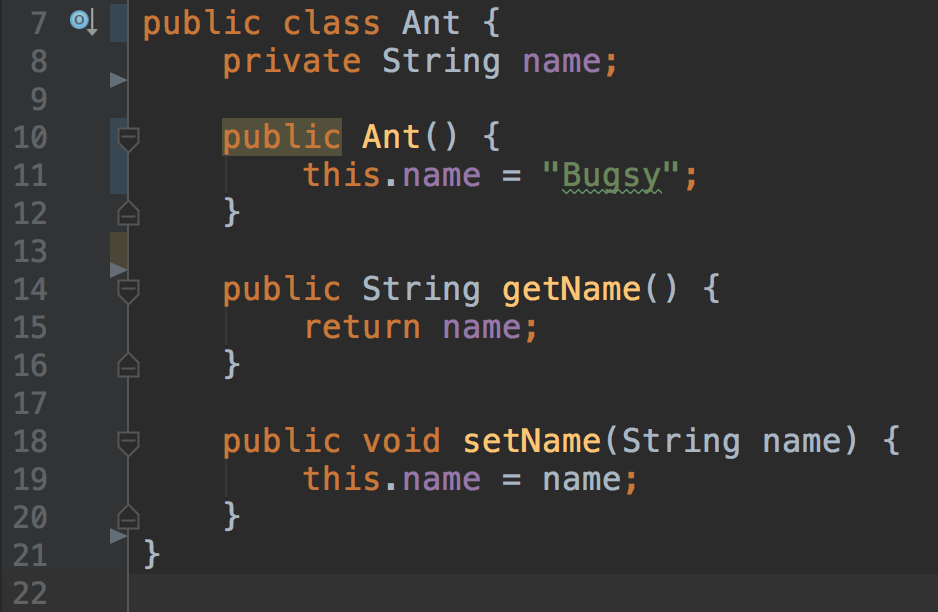 7 public class Ant {
8     private String name;
9
10     public Ant() {
11         this.name = "Bugsy";
12     }
13
14     public String getName() {
15         return name;
16     }
17
18     public void setName(String name) {
19         this.name = name;
20     }
21 }
22